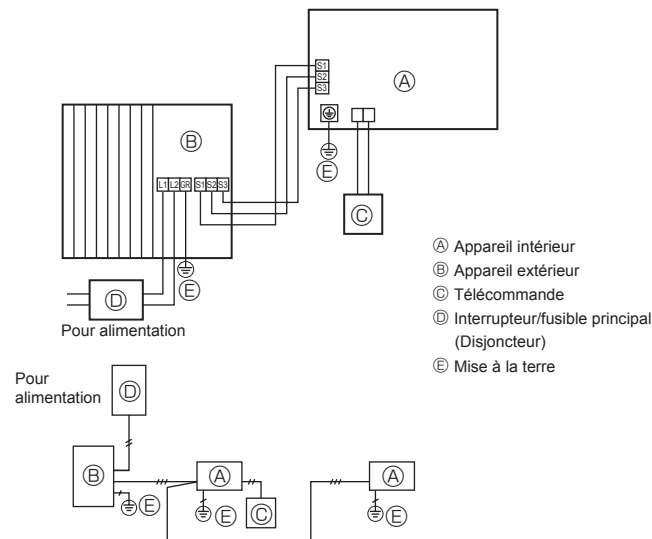 S1
S2
S3
Ⓐ
Ⓑ
L1 L2 GR S1 S2 S3
Ⓔ
Ⓒ
Ⓔ
Ⓓ
Pour alimentation
Ⓐ Appareil intérieur
Ⓑ Appareil extérieur
Ⓒ Télécommande
Ⓓ Interrupteur/fusible principal
(Disjoncteur)
Ⓔ Mise à la terre
Pour
alimentation
Ⓓ
Ⓑ
Ⓐ
Ⓐ
Ⓔ
Ⓔ
Ⓒ
Ⓔ